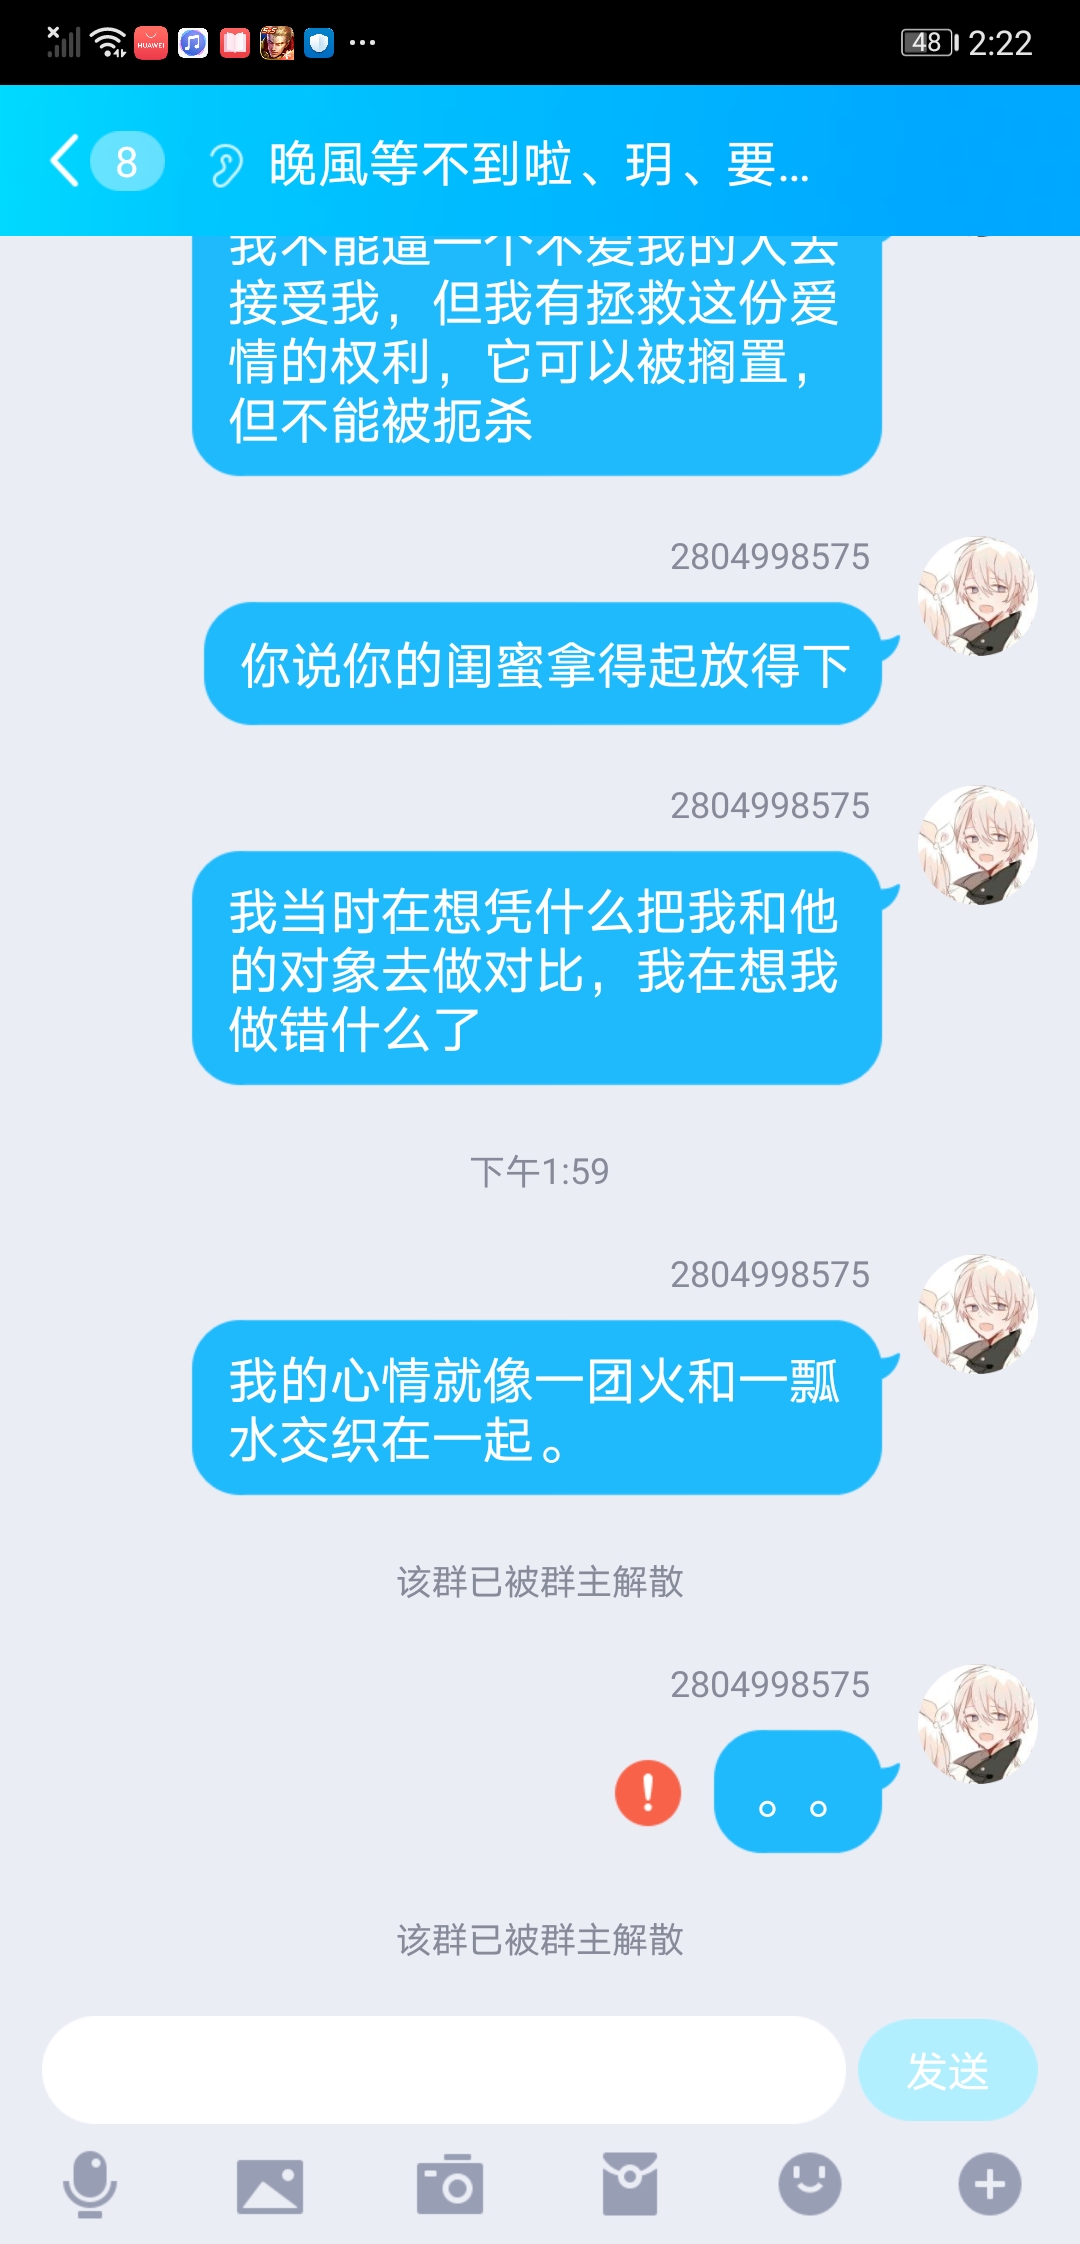 HUAWEI
48 2:22
8 晚風等不到啦、玥、要...
我不能逼一个不爱我的人去
接受我，但我有拯救这份爱
情的权利，它可以被搁置，
但不能被扼杀
2804998575
你说你的闺蜜拿得起放得下
2804998575
我当时在想凭什么把我和他
的对象去做对比，我在想我
做错什么了
下午1:59
2804998575
我的心情就像一团火和一瓢
水交织在一起。
该群已被群主解散
2804998575
。。
该群已被群主解散
发送